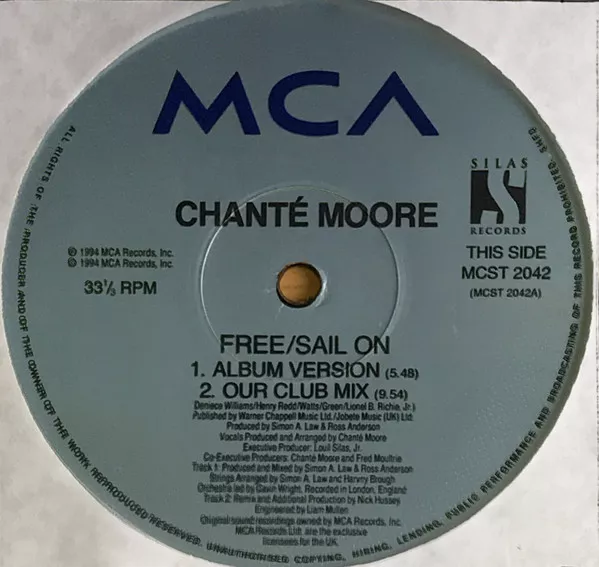 MCA
SILAS
S
RECORDS
CHANTÉ MOORE
THIS SIDE
MCST 2042
(MCST 2042A)
℗ 1994 MCA Records, Inc.
© 1994 MCA Records, Inc.
33⅓ RPM
FREE/SAIL ON
1. ALBUM VERSION (5.48)
2. OUR CLUB MIX (9.54)
(Deniece Williams/Henry Redd/Watts/Green/Lionel B. Richie, Jr.)
Published by Warner Chappell Music Ltd./Jobete Music (UK) Ltd.
Produced by Simon A. Law & Ross Anderson
Vocals Produced and Arranged by Chanté Moore
Executive Producer: Louil Silas, Jr.
Co-Executive Producers: Chanté Moore and Fred Moultrie
Track 1: Produced and Mixed by Simon A. Law & Ross Anderson
Strings Arranged by Simon A. Law and Harvey Brough
Orchestra led by Gavin Wright. Recorded in London, England
Track 2: Remix and Additional Production by Nick Hussey
Engineered by Liam Mullen
Original sound recordings owned by MCA Records, Inc.
MCA Records Ltd. are the exclusive
licensees for the UK.
ALL RIGHTS OF THE PRODUCER AND OF THE OWNER OF THE WORK REPRODUCED RESERVED. UNAUTHORISED COPYING, HIRING, LENDING, PUBLIC PERFORMANCE AND BROADCASTING OF THIS RECORD PROHIBITED.